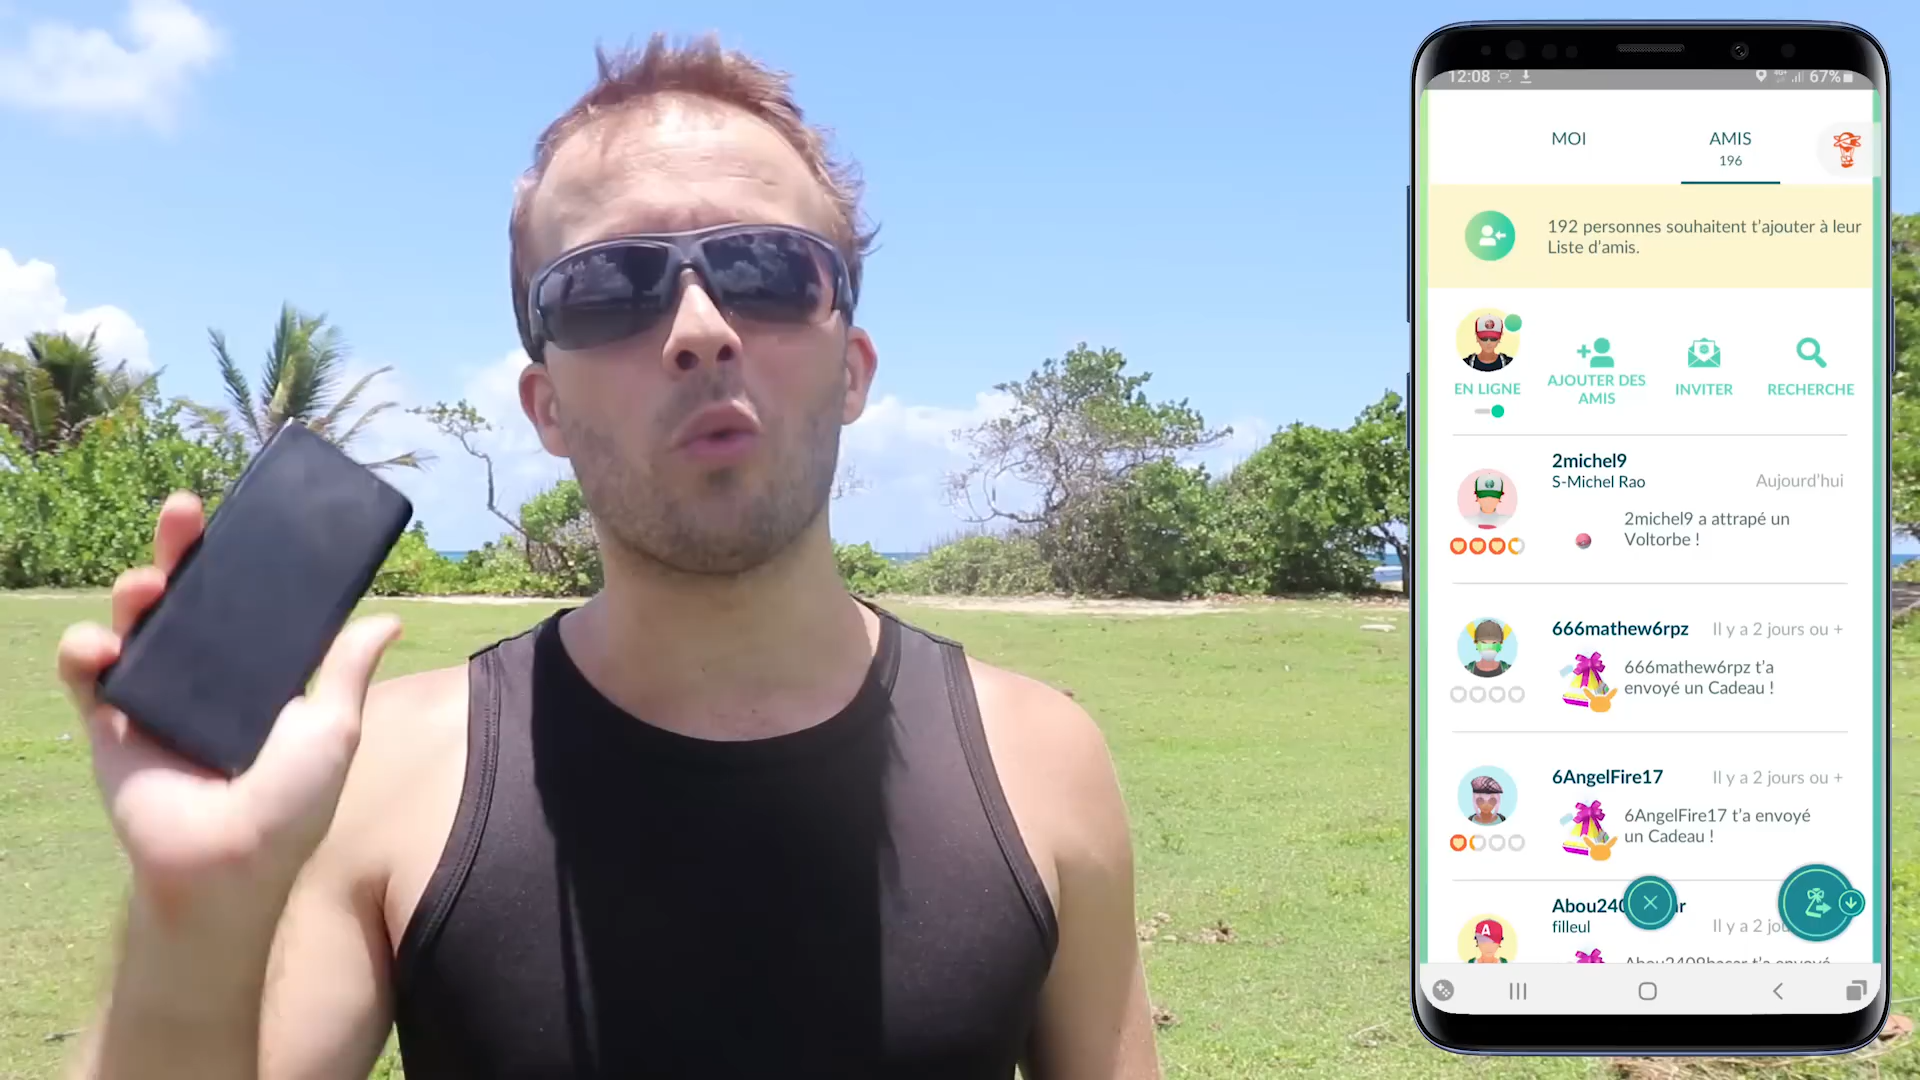 12:08
67%
MOI
AMIS
196
192 personnes souhaitent t'ajouter à leur
Liste d'amis.
EN LIGNE
AJOUTER DES
AMIS
INVITER
RECHERCHE
2michel9
S-Michel Rao
Aujourd'hui
2michel9 a attrapé un
Voltorbe !
666mathew6rpz
Il y a 2 jours ou +
666mathew6rpz t'a
envoyé un Cadeau !
6AngelFire17
Il y a 2 jours ou +
6AngelFire17 t'a envoyé
un Cadeau !
A
filleul
Il y a 2